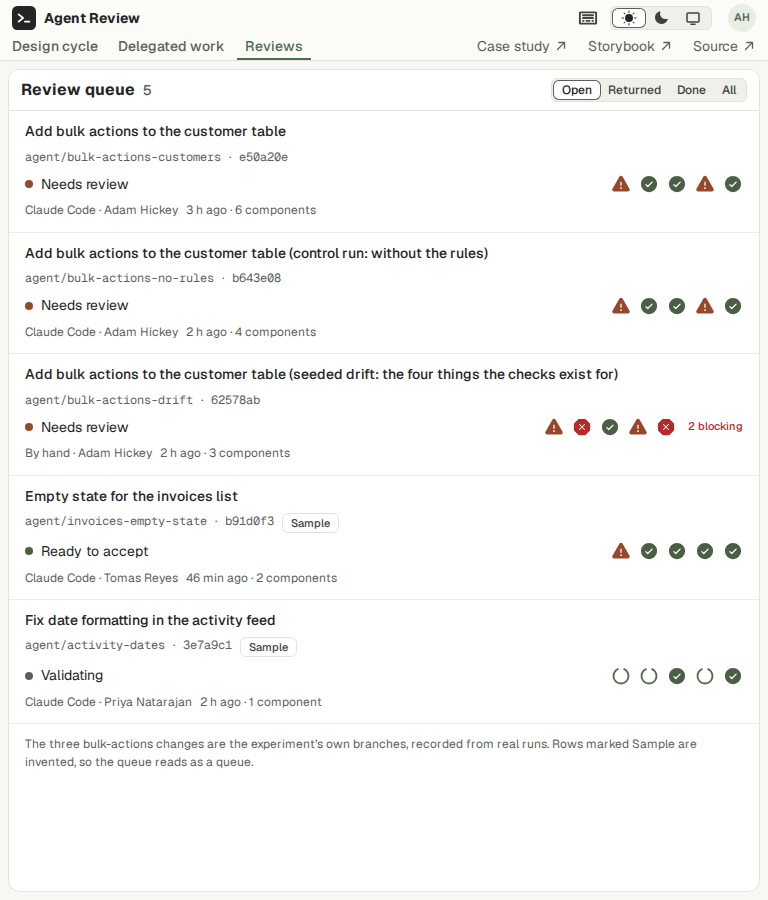 Agent Review
AH
Design cycle Delegated work Reviews Case study Storybook Source
Review queue 5
Open Returned Done All
Add bulk actions to the customer table
agent/bulk-actions-customers · e50a20e
Needs review
Claude Code · Adam Hickey 3 h ago · 6 components
Add bulk actions to the customer table (control run: without the rules)
agent/bulk-actions-no-rules · b643e08
Needs review
Claude Code · Adam Hickey 2 h ago · 4 components
Add bulk actions to the customer table (seeded drift: the four things the checks exist for)
agent/bulk-actions-drift · 62578ab
Needs review
2 blocking
By hand · Adam Hickey 2 h ago · 3 components
Empty state for the invoices list
agent/invoices-empty-state · b91d0f3 Sample
Ready to accept
Claude Code · Tomas Reyes 46 min ago · 2 components
Fix date formatting in the activity feed
agent/activity-dates · 3e7a9c1 Sample
Validating
Claude Code · Priya Natarajan 2 h ago · 1 component
The three bulk-actions changes are the experiment's own branches, recorded from real runs. Rows marked Sample are
invented, so the queue reads as a queue.